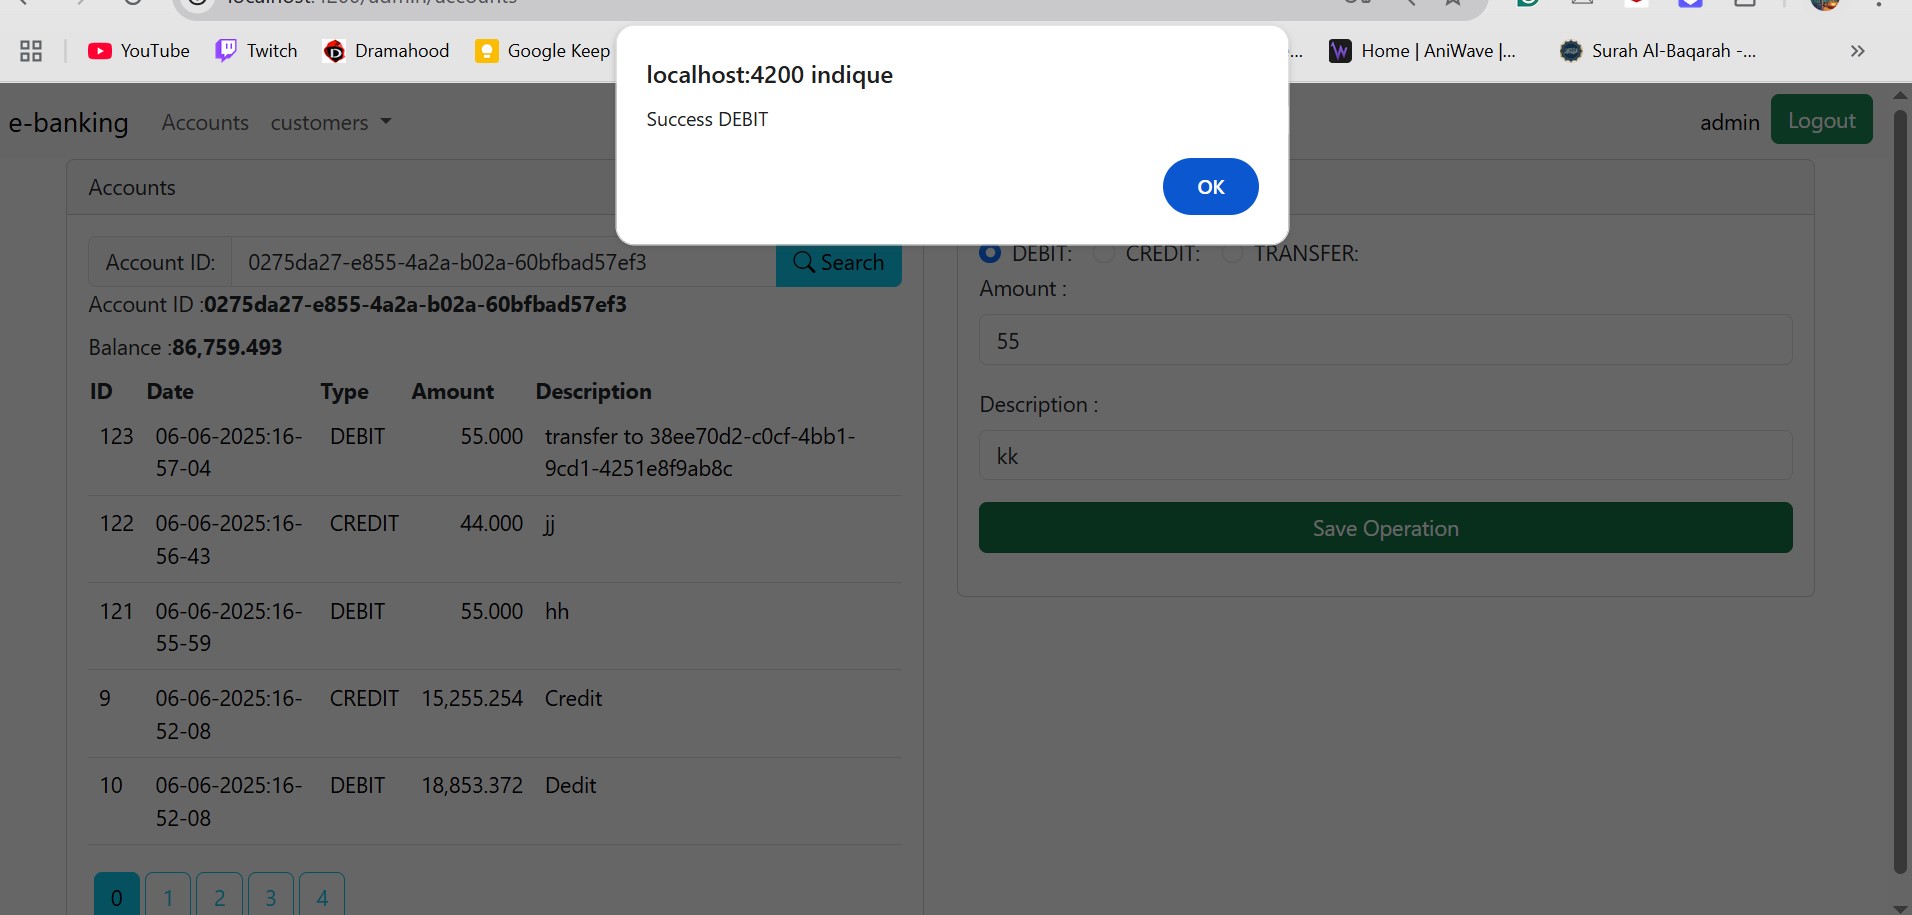 localhost:4200/admin/accounts
YouTube Twitch Dramahood Google Keep ... Home | AniWave |... Surah Al-Baqarah -...
localhost:4200 indique
Success DEBIT
OK
e-banking Accounts customers admin Logout
Accounts
Account ID: 0275da27-e855-4a2a-b02a-60bfbad57ef3 Search
Account ID :0275da27-e855-4a2a-b02a-60bfbad57ef3
Balance :86,759.493
ID Date Type Amount Description
123 06-06-2025:16-57-04 DEBIT 55.000 transfer to 38ee70d2-c0cf-4bb1-9cd1-4251e8f9ab8c
122 06-06-2025:16-56-43 CREDIT 44.000 jj
121 06-06-2025:16-55-59 DEBIT 55.000 hh
9 06-06-2025:16-52-08 CREDIT 15,255.254 Credit
10 06-06-2025:16-52-08 DEBIT 18,853.372 Dedit
0 1 2 3 4
DEBIT: CREDIT: TRANSFER:
Amount :
55
Description :
kk
Save Operation